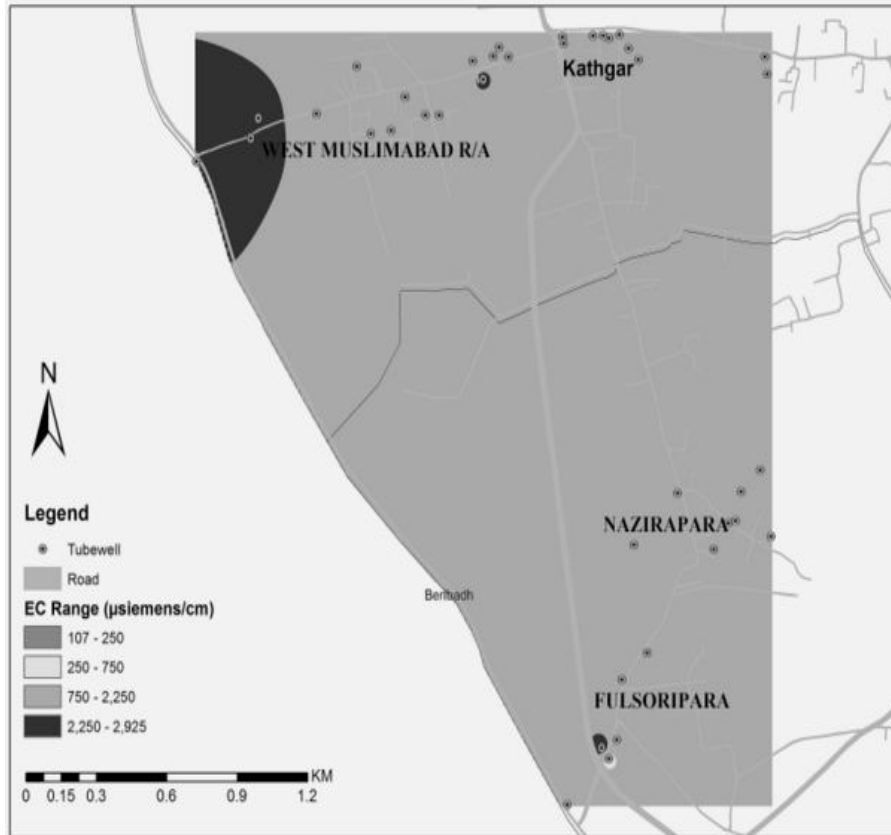 Kathgar
WEST MUSLIMABAD R/A
N
Legend
Tubewell
Road
EC Range (µsiemens/cm)
107 - 250
250 - 750
750 - 2,250
2,250 - 2,925
NAZIRAPARA
Beribadh
FULSORIPARA
KM
0 0.15 0.3 0.6 0.9 1.2